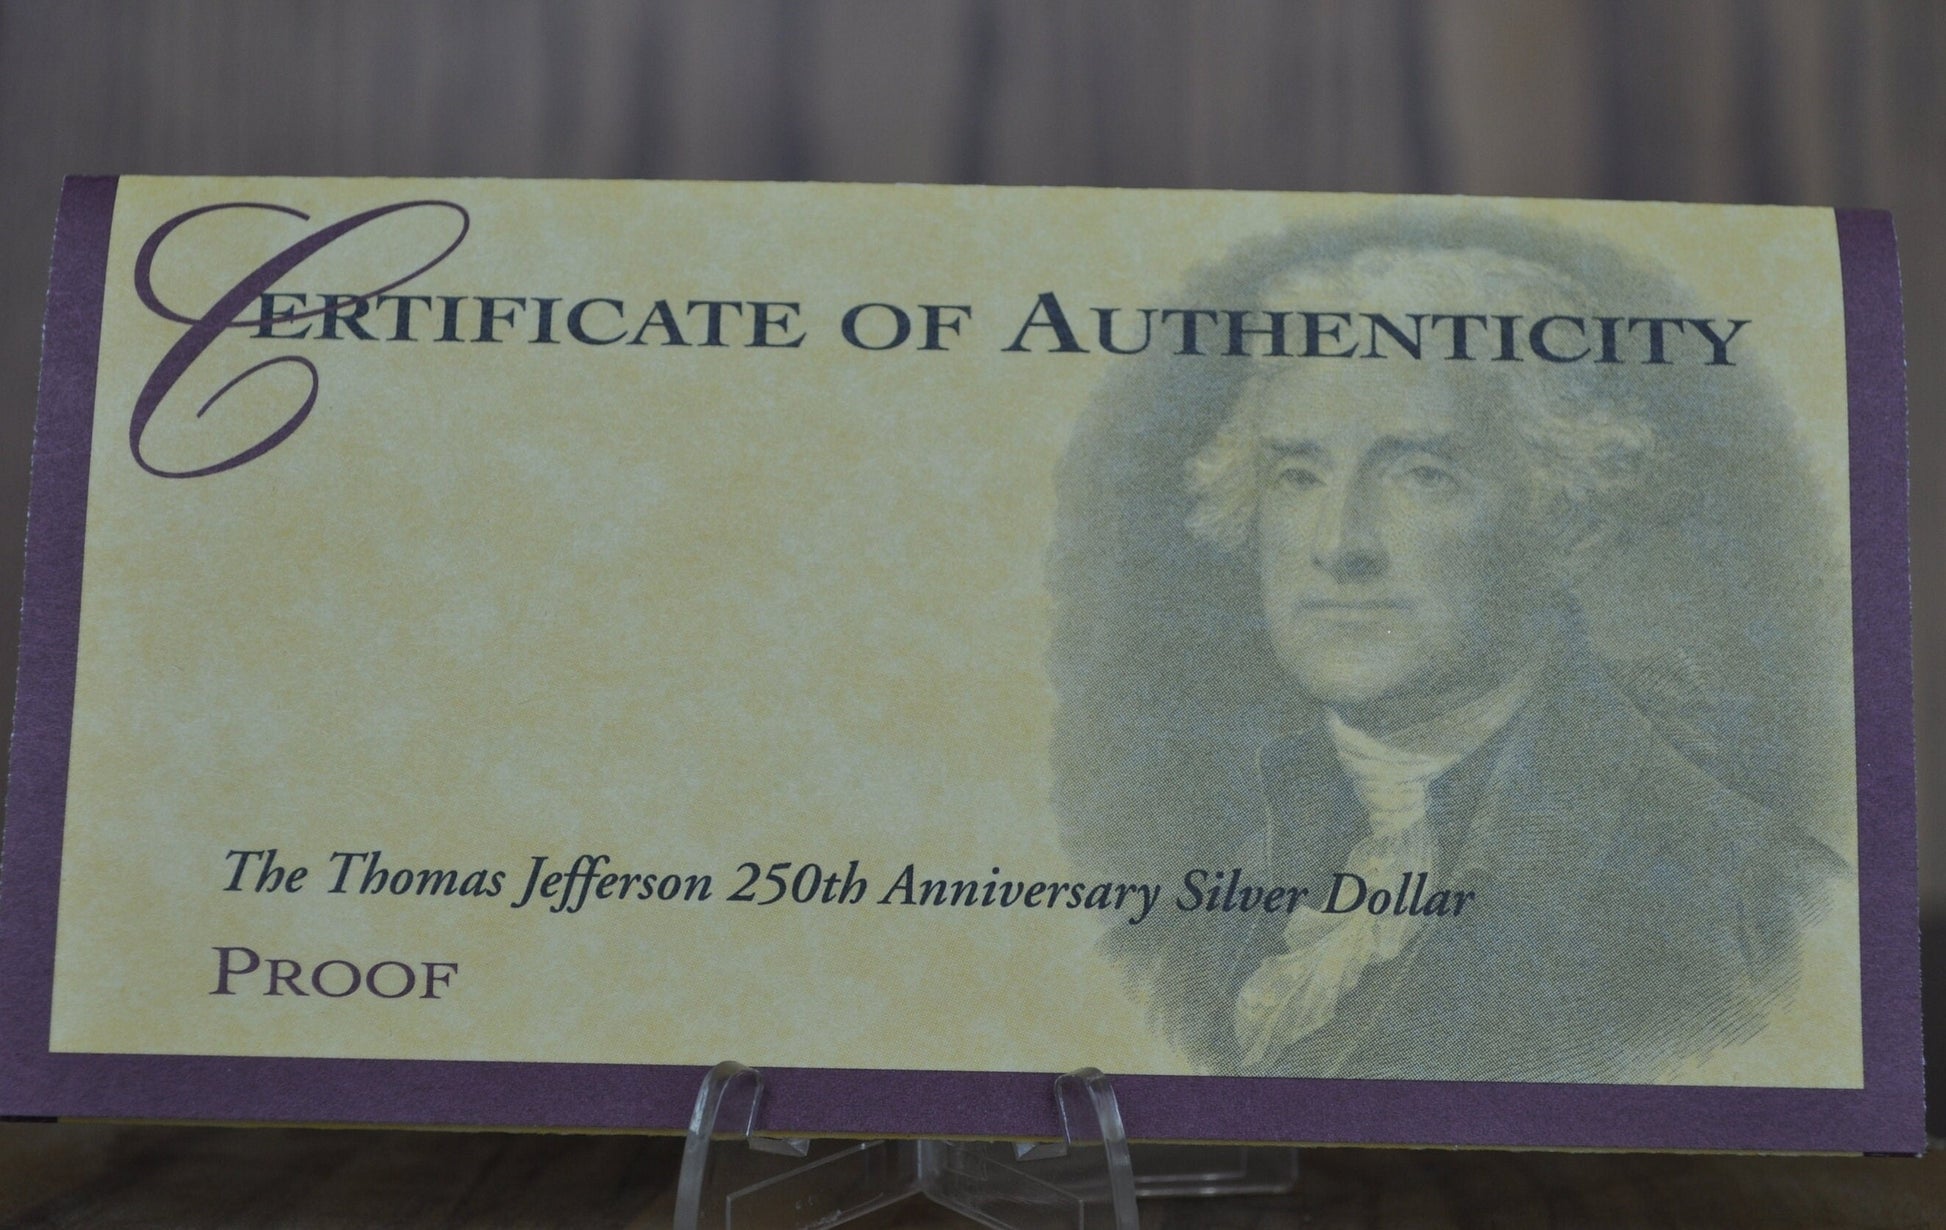 CERTIFICATE OF AUTHENTICITY
The Thomas Jefferson 250th Anniversary Silver Dollar
PROOF